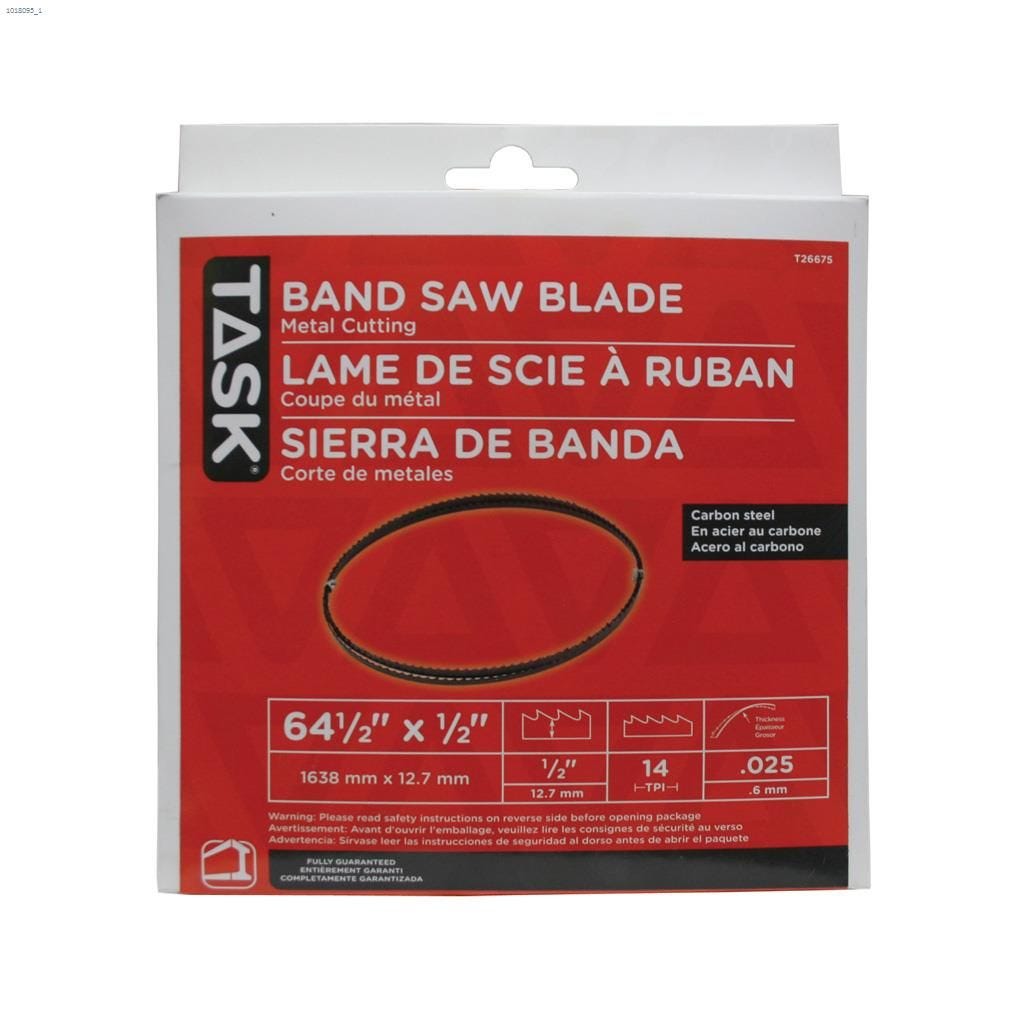 1018095_1
T26675
TASK®
BAND SAW BLADE
Metal Cutting
LAME DE SCIE À RUBAN
Coupe du métal
SIERRA DE BANDA
Corte de metales
Carbon steel
En acier au carbone
Acero al carbono
64 1/2" x 1/2"
1638 mm x 12.7 mm
1/2"
12.7 mm
14
TPI
Thickness
Épaisseur
Grosor
.025
.6 mm
Warning: Please read safety instructions on reverse side before opening package
Avertissement: Avant d'ouvrir l'emballage, veuillez lire les consignes de sécurité au verso
Advertencia: Sírvase leer las instrucciones de seguridad al dorso antes de abrir el paquete
FULLY GUARANTEED
ENTIÈREMENT GARANTI
COMPLETAMENTE GARANTIZADA